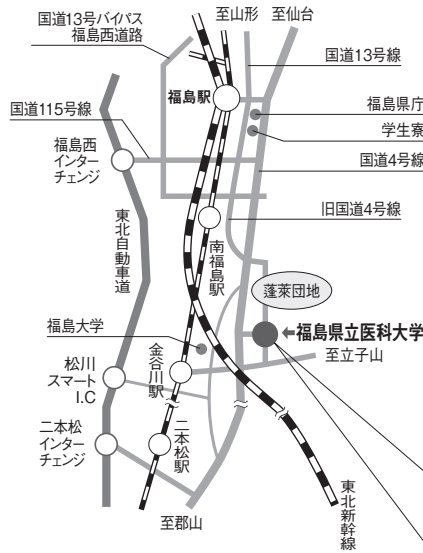 国道13号バイパス
福島西道路
至山形
至仙台
国道13号線
福島駅
福島県庁
国道115号線
学生寮
福島西
インター
チェンジ
国道4号線
東北自動車道
旧国道4号線
南福島駅
蓬萊団地
福島大学
←福島県立医科大学
金谷川駅
至立子山
松川
スマート
I.C
二本松
インター
チェンジ
二本松駅
至郡山
東北新幹線